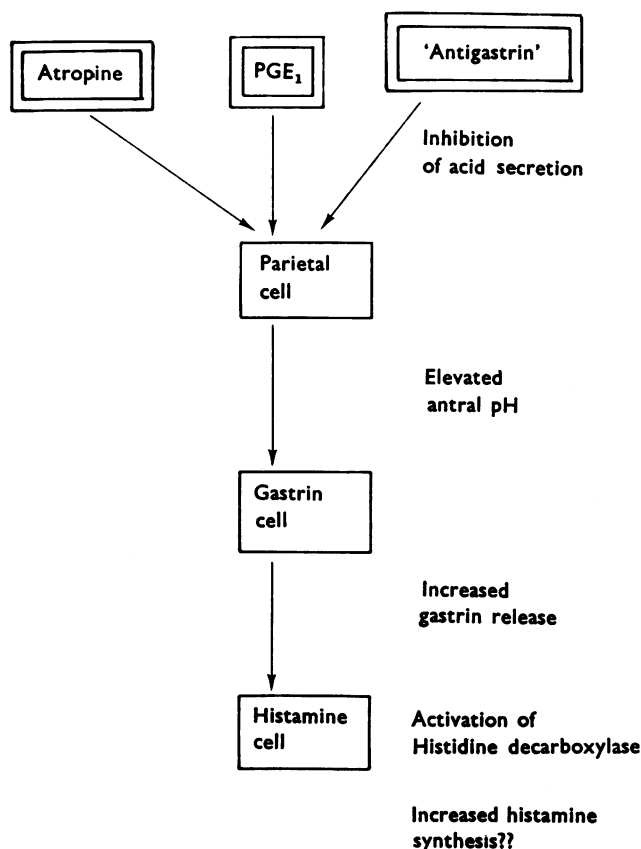 Atropine
PGE₁
'Antigastrin'
Inhibition
of acid secretion
Parietal
cell
Elevated
antral pH
Gastrin
cell
Increased
gastrin release
Histamine
cell
Activation of
Histidine decarboxylase
Increased histamine
synthesis??